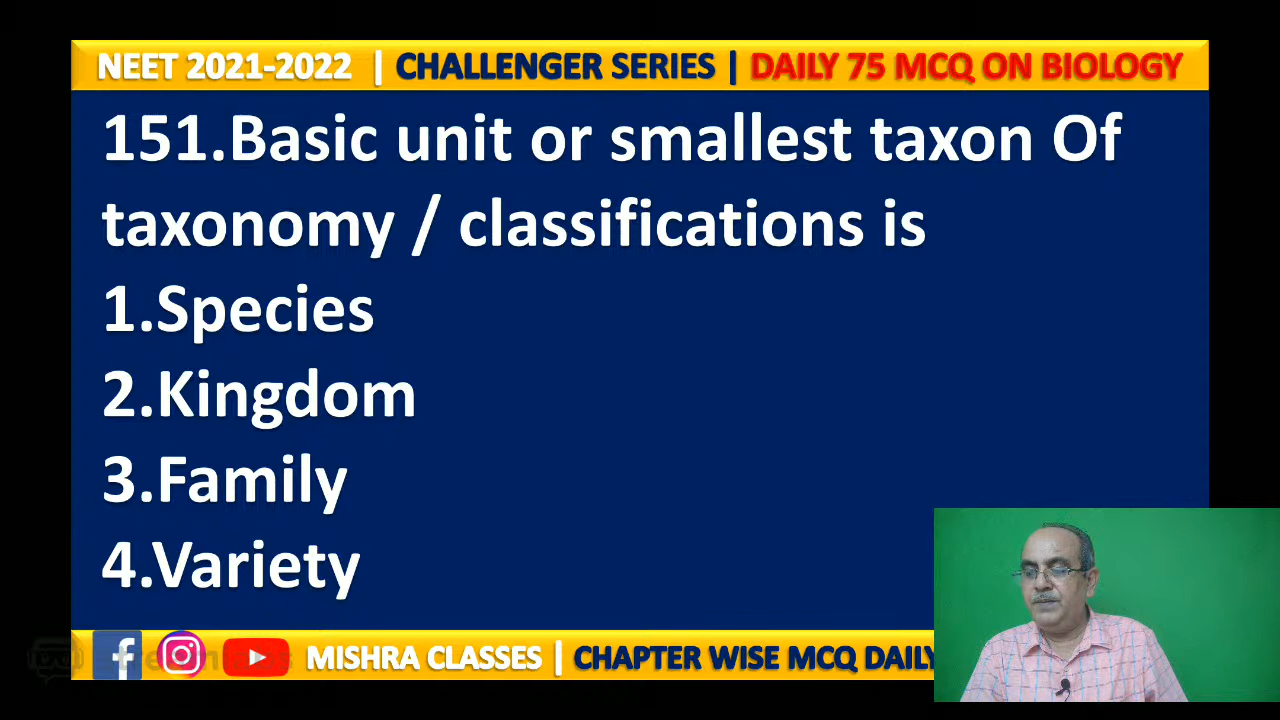 NEET 2021-2022 | CHALLENGER SERIES | DAILY 75 MCQ ON BIOLOGY
151.Basic unit or smallest taxon Of
taxonomy / classifications is
1.Species
2.Kingdom
3.Family
4.Variety
MISHRA CLASSES | CHAPTER WISE MCQ DAILY